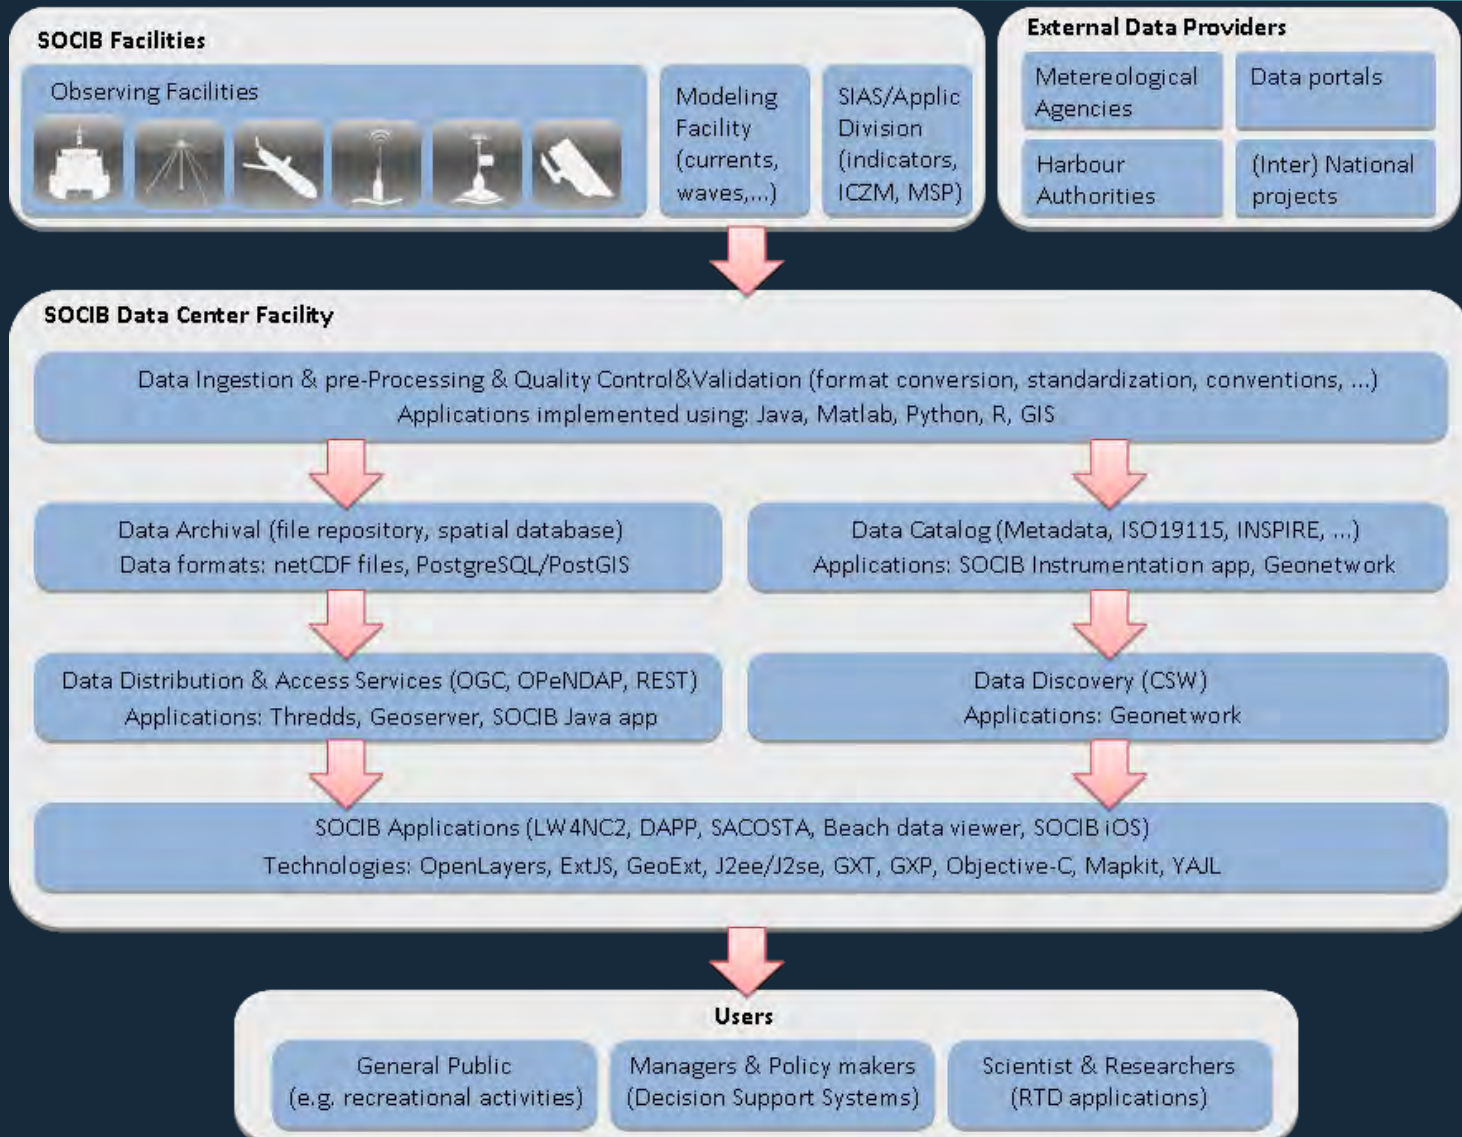 SOCIB Facilities
Observing Facilities
Modeling
Facility
(currents,
waves,...)
SIAS/Applic
Division
(indicators,
ICZM, MSP)
External Data Providers
Metereological
Agencies
Data portals
Harbour
Authorities
(Inter) National
projects
SOCIB Data Center Facility
Data Ingestion & pre-Processing & Quality Control&Validation (format conversion, standardization, conventions, ...)
Applications implemented using: Java, Matlab, Python, R, GIS
Data Archival (file repository, spatial database)
Data formats: netCDF files, PostgreSQL/PostGIS
Data Catalog (Metadata, ISO19115, INSPIRE, ...)
Applications: SOCIB Instrumentation app, Geonetwork
Data Distribution & Access Services (OGC, OPeNDAP, REST)
Applications: Thredds, Geoserver, SOCIB Java app
Data Discovery (CSW)
Applications: Geonetwork
SOCIB Applications (LW4NC2, DAPP, SACOSTA, Beach data viewer, SOCIB iOS)
Technologies: OpenLayers, ExtJS, GeoExt, J2ee/J2se, GXT, GXP, Objective-C, Mapkit, YAJL
Users
General Public
(e.g. recreational activities)
Managers & Policy makers
(Decision Support Systems)
Scientist & Researchers
(RTD applications)